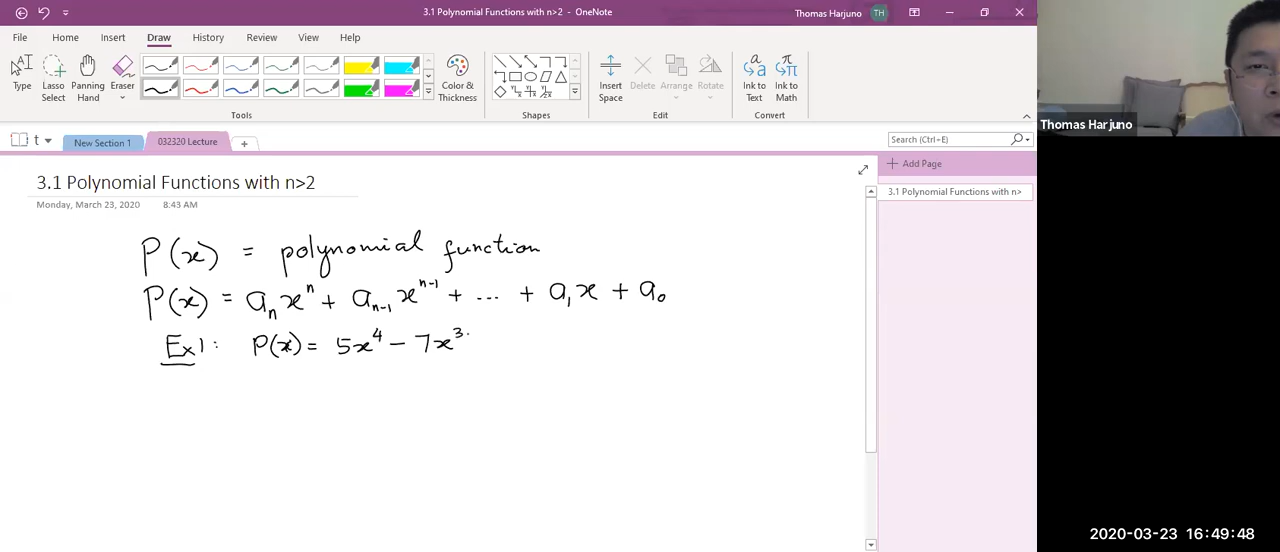 3.1 Polynomial Functions with n>2 - OneNote
Thomas Harjuno TH
File Home Insert Draw History Review View Help
Type Lasso Select Panning Hand Eraser Color & Thickness Insert Space Delete Arrange Rotate Ink to Text Ink to Math
Tools Shapes Edit Convert
Thomas Harjuno
t New Section 1 032320 Lecture + Search (Ctrl+E)
+ Add Page
3.1 Polynomial Functions with n>2
3.1 Polynomial Functions with n>
Monday, March 23, 2020 8:43 AM
P(x) = polynomial function
P(x) = aₙxⁿ + aₙ₋₁xⁿ⁻¹ + ... + a₁x + a₀
Ex1: P(x) = 5x⁴ - 7x³
2020-03-23 16:49:48